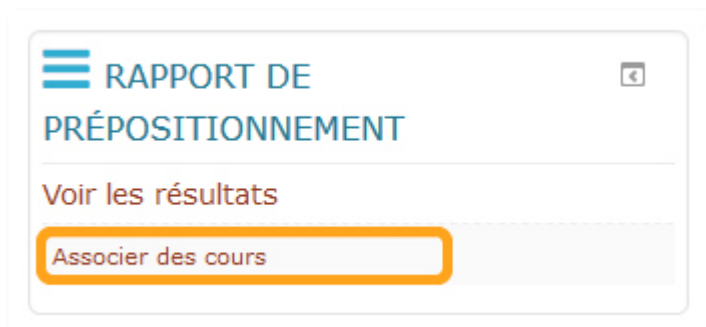 RAPPORT DE
PRÉPOSITIONNEMENT
Voir les résultats
Associer des cours